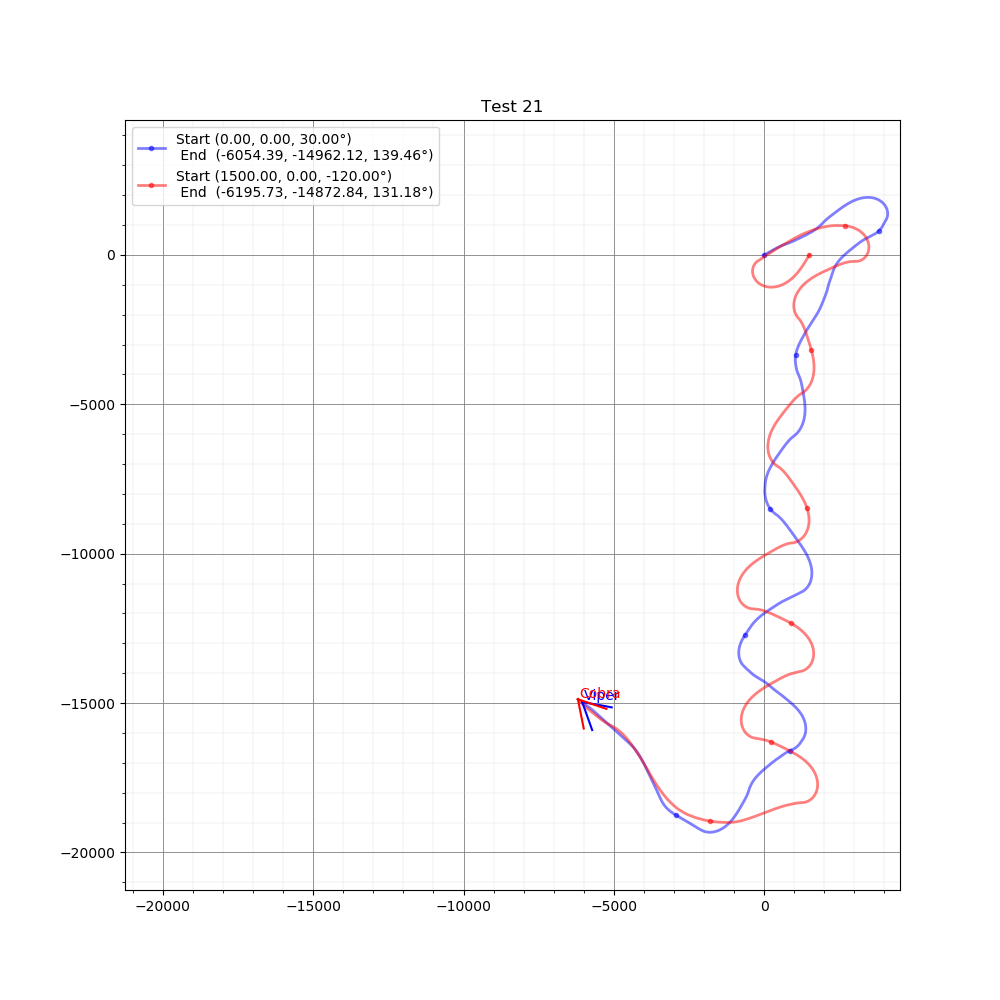 Test 21
Start (0.00, 0.00, 30.00°)
End (-6054.39, -14962.12, 139.46°)
Start (1500.00, 0.00, -120.00°)
End (-6195.73, -14872.84, 131.18°)
0
−5000
−10000
−15000
−20000
Cobra
Viper
−20000 −15000 −10000 −5000 0